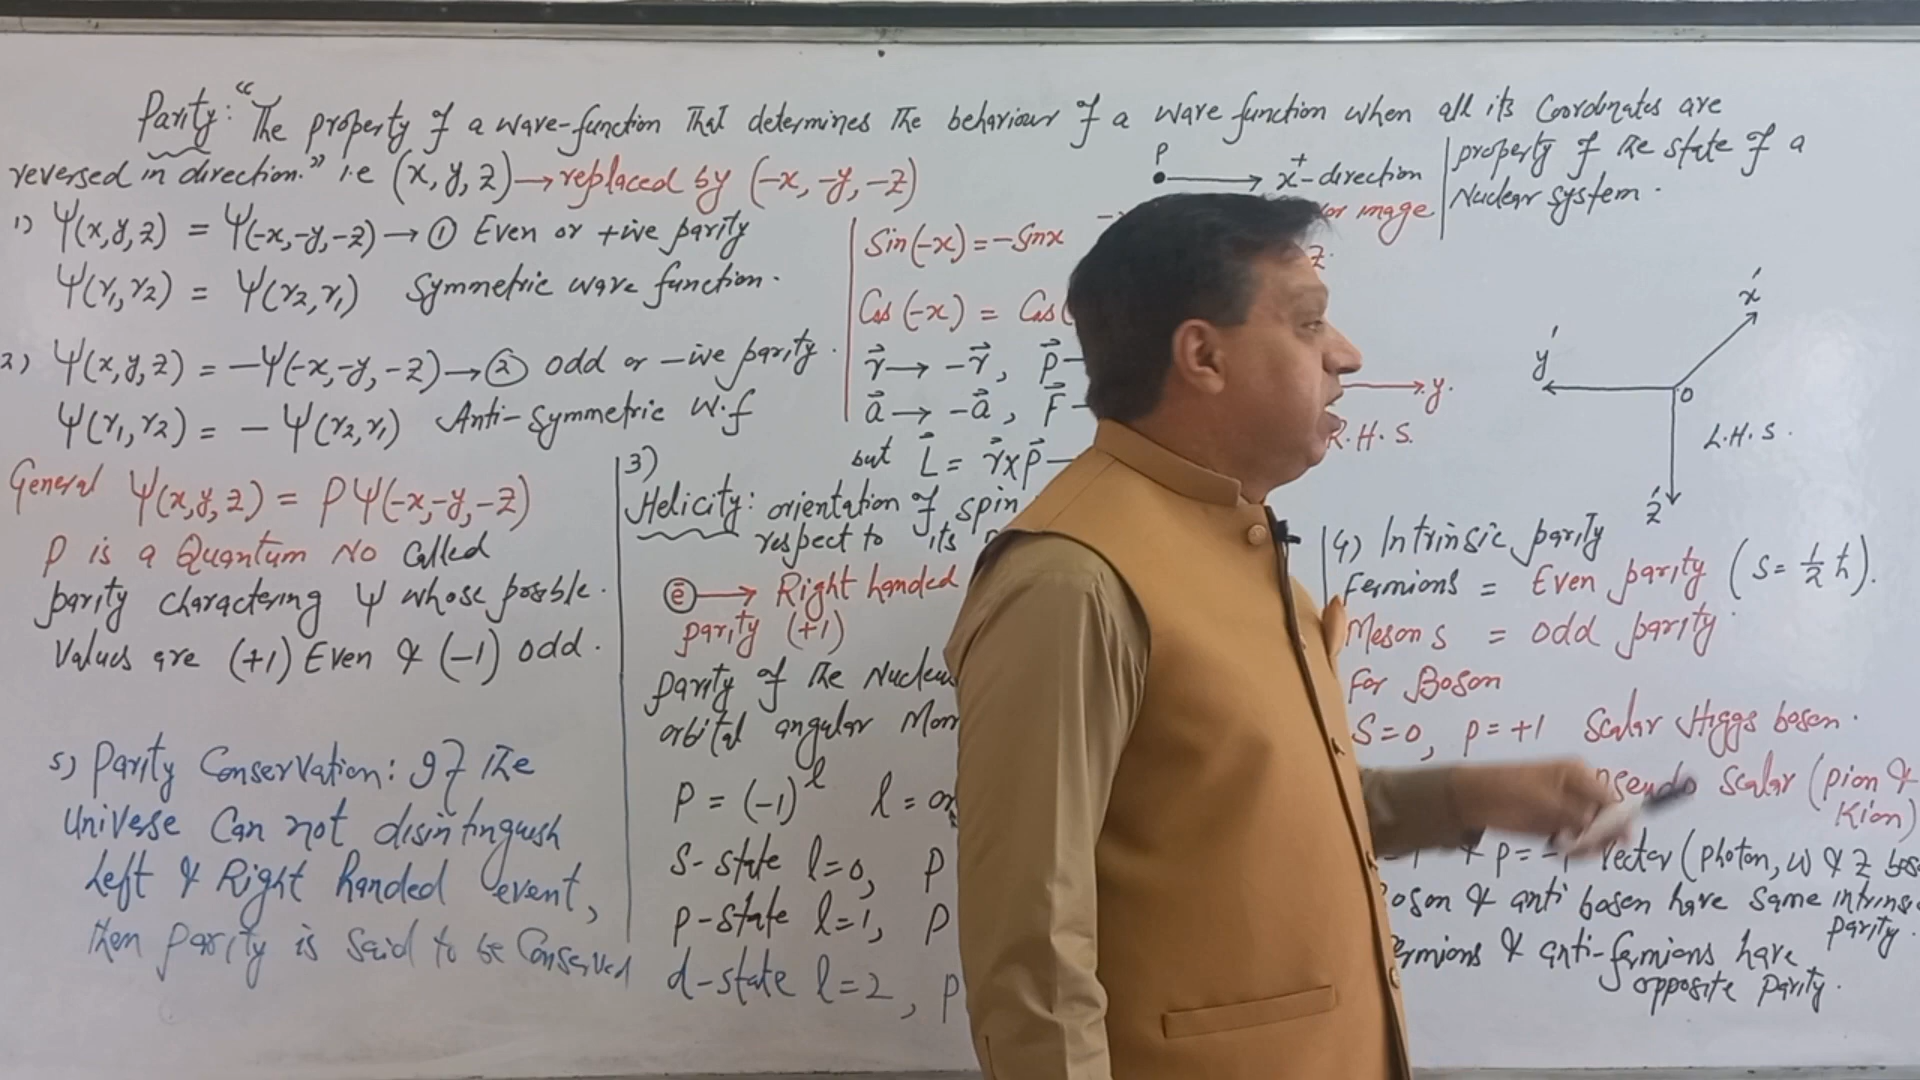 Parity: "The property of a wave-function that determines the behaviour of a wave function when all its coordinates are
reversed in direction." i.e (x, y, z) → replaced by (-x, -y, -z)
1) Ψ(x,y,z) = Ψ(-x,-y,-z) → ① Even or +ive parity
Ψ(r₁,r₂) = Ψ(r₂,r₁) Symmetric wave function.
2) Ψ(x,y,z) = -Ψ(-x,-y,-z) → ② odd or -ive parity.
Ψ(r₁,r₂) = - Ψ(r₂,r₁) Anti-symmetric W.f
General Ψ(x,y,z) = PΨ(-x,-y,-z)
P is a Quantum No Called
parity charactering Ψ whose posble.
Values are (+1) Even & (-1) odd.
5) Parity Conservation: If the
Universe Can not disintinguish
Left & Right handed event,
then parity is said to be Conserved
Sin(-x) = -Sinx
Cos(-x) = Cos(
r⃗ → -r⃗, P⃗ -
a⃗ → -a⃗, F⃗ -
but L⃗ = r⃗xP⃗ -
3)
Helicity: orientation of spin
respect to its
ē → Right handed
parity (+1)
Parity of the Nucleu
orbital angular Mom
P = (-1)^l l = or
S-state l=0, P
P-state l=1, P
d-state l=2, P
P
→ x⁺-direction
image
z.
y.
R.H.S.
property of the state of a
Nuclear system.
x'
y'
o
L.H.S.
z'
4) Intrinsic parity
Fermions = Even parity (S = ½ ħ).
Mesons = odd parity
For Boson
S=0, P=+1 Scalar Higgs boson.
Pseudo Scalar (pion &
Kion)
& P=-1 Vector (photon, W & Z bos
oson & anti bosen have same intrins
parity.
ermions & anti-fermions have
opposite parity.